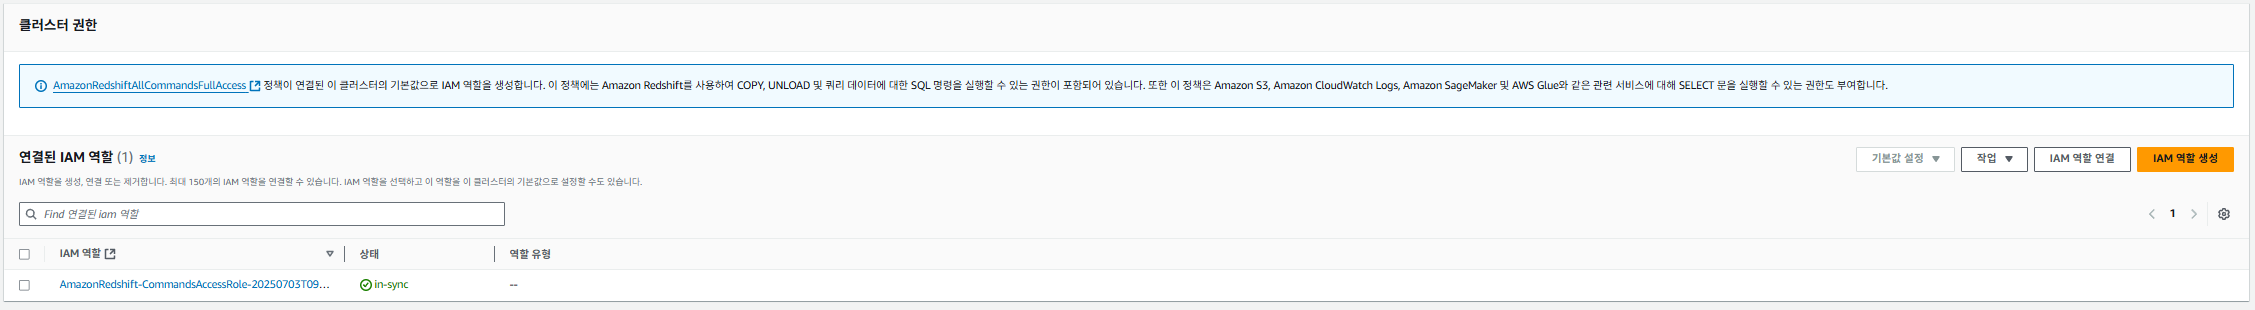 클러스터 권한
AmazonRedshiftAllCommandsFullAccess 정책이 연결된 이 클러스터의 기본값으로 IAM 역할을 생성합니다. 이 정책에는 Amazon Redshift를 사용하여 COPY, UNLOAD 및 쿼리 데이터에 대한 SQL 명령을 실행할 수 있는 권한이 포함되어 있습니다. 또한 이 정책은 Amazon S3, Amazon CloudWatch Logs, Amazon SageMaker 및 AWS Glue와 같은 관련 서비스에 대해 SELECT 문을 실행할 수 있는 권한도 부여합니다.
연결된 IAM 역할 (1) 정보
기본값 설정 작업 IAM 역할 연결 IAM 역할 생성
IAM 역할을 생성, 연결 또는 제거합니다. 최대 150개의 IAM 역할을 연결할 수 있습니다. IAM 역할을 선택하고 이 역할을 이 클러스터의 기본값으로 설정할 수도 있습니다.
Find 연결된 iam 역할
1
IAM 역할 상태 역할 유형
AmazonRedshift-CommandsAccessRole-20250703T09... in-sync --